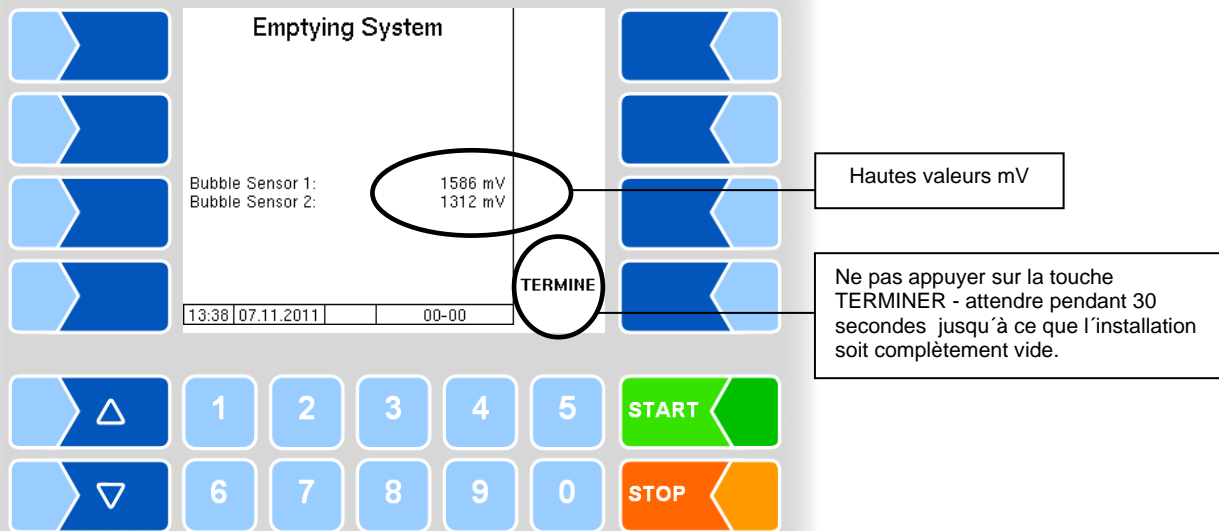 Emptying System
Bubble Sensor 1: 1586 mV
Bubble Sensor 2: 1312 mV
TERMINE
13:38 07.11.2011 00-00
Hautes valeurs mV
Ne pas appuyer sur la touche
TERMINER - attendre pendant 30
secondes jusqu´à ce que l´installation
soit complètement vide.
1 2 3 4 5 START
6 7 8 9 0 STOP